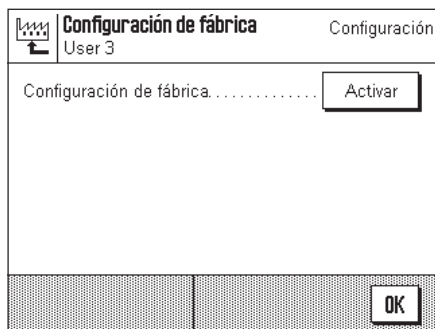 Configuración de fábrica Configuración
User 3
Configuración de fábrica.............. Activar
OK